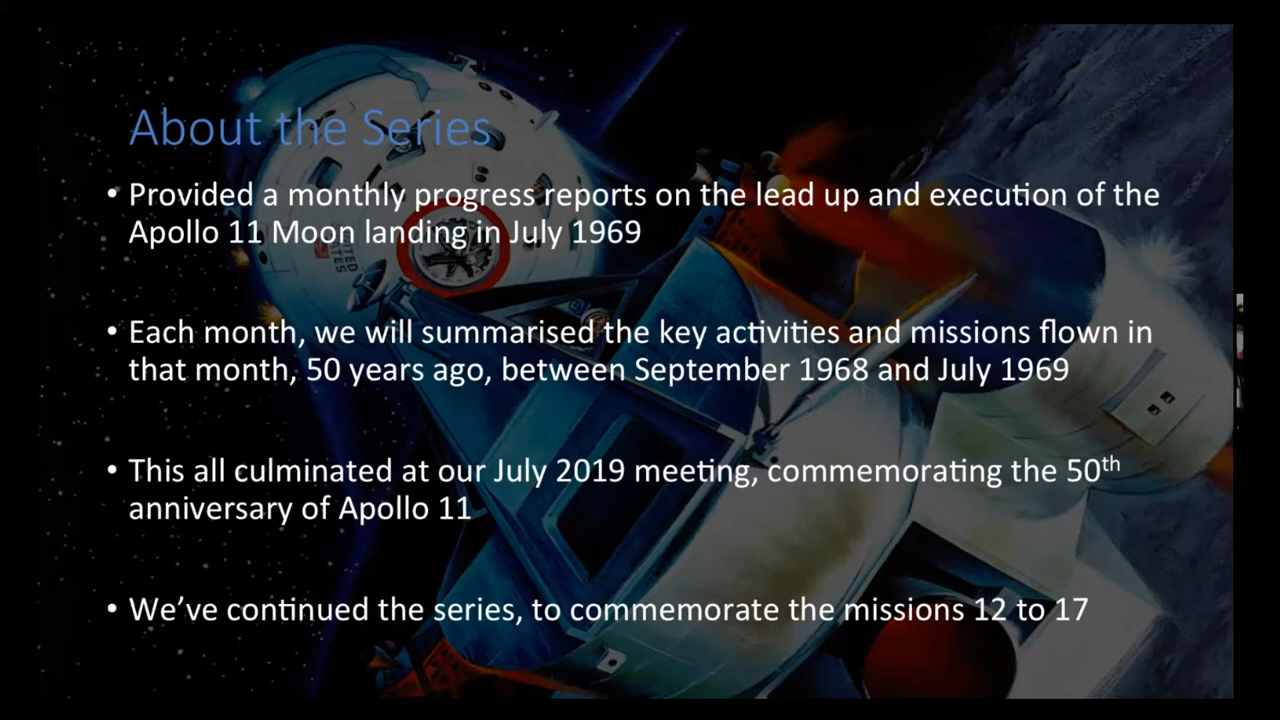 About the Series
• Provided a monthly progress reports on the lead up and execution of the
Apollo 11 Moon landing in July 1969
• Each month, we will summarised the key activities and missions flown in
that month, 50 years ago, between September 1968 and July 1969
• This all culminated at our July 2019 meeting, commemorating the 50th
anniversary of Apollo 11
• We’ve continued the series, to commemorate the missions 12 to 17